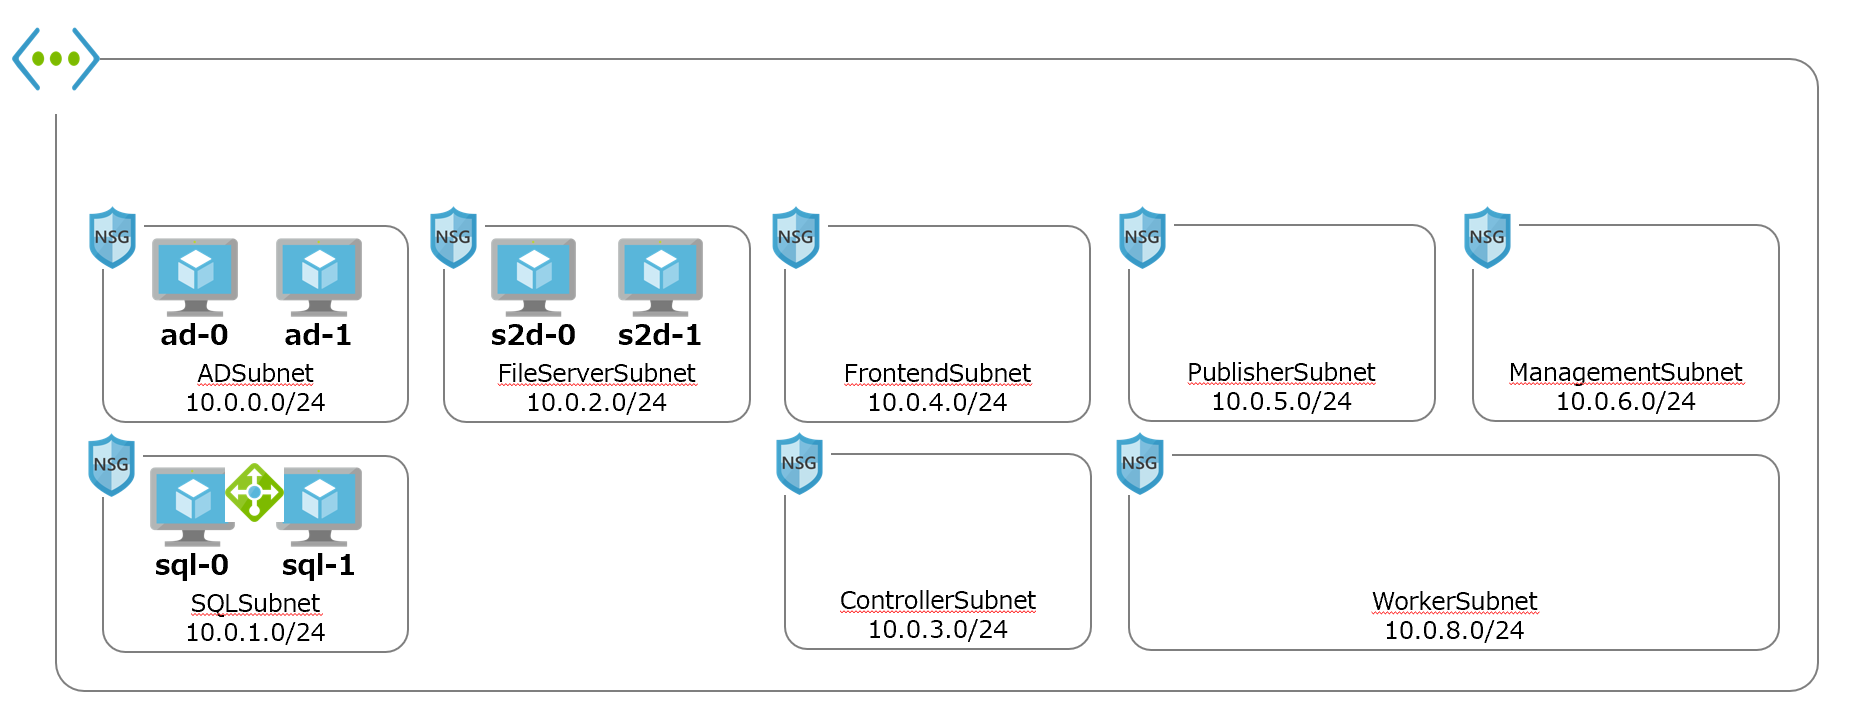 NSG
ad-0
ad-1
ADSubnet
10.0.0.0/24
NSG
s2d-0
s2d-1
FileServerSubnet
10.0.2.0/24
NSG
FrontendSubnet
10.0.4.0/24
NSG
PublisherSubnet
10.0.5.0/24
NSG
ManagementSubnet
10.0.6.0/24
NSG
sql-0
sql-1
SQLSubnet
10.0.1.0/24
NSG
ControllerSubnet
10.0.3.0/24
NSG
WorkerSubnet
10.0.8.0/24